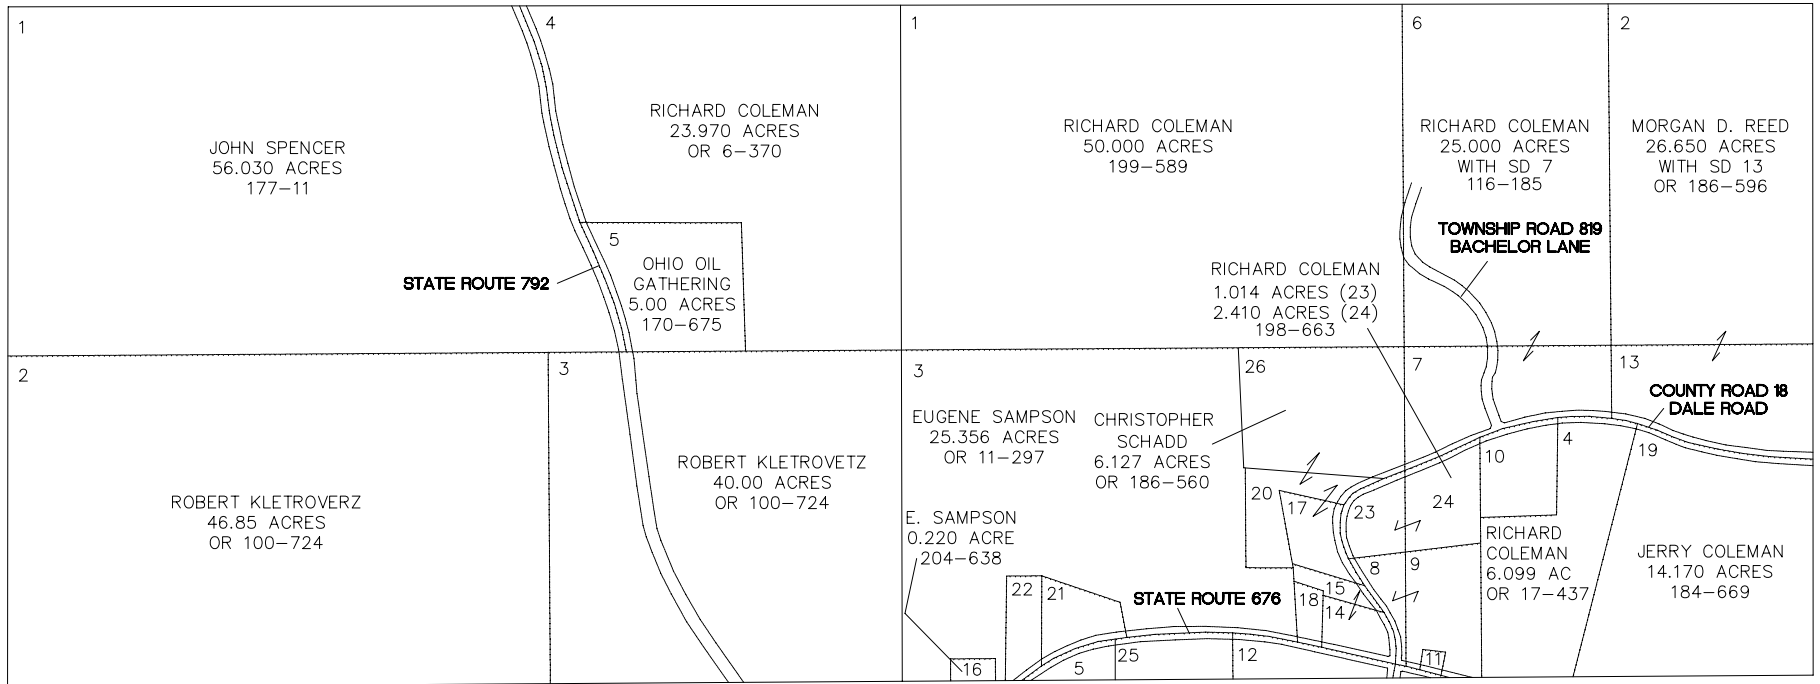 1
4
1
6
2
JOHN SPENCER
56.030 ACRES
177-11
RICHARD COLEMAN
23.970 ACRES
OR 6-370
RICHARD COLEMAN
50.000 ACRES
199-589
RICHARD COLEMAN
25.000 ACRES
WITH SD 7
116-185
MORGAN D. REED
26.650 ACRES
WITH SD 13
OR 186-596
TOWNSHIP ROAD 819
BACHELOR LANE
5
OHIO OIL
GATHERING
5.00 ACRES
170-675
STATE ROUTE 792
RICHARD COLEMAN
1.014 ACRES (23)
2.410 ACRES (24)
198-663
2
3
3
26
7
13
COUNTY ROAD 18
DALE ROAD
EUGENE SAMPSON
25.356 ACRES
OR 11-297
CHRISTOPHER
SCHADD
6.127 ACRES
OR 186-560
ROBERT KLETROVERZ
46.85 ACRES
OR 100-724
ROBERT KLETROVETZ
40.00 ACRES
OR 100-724
10
4
19
20
17
23
24
E. SAMPSON
0.220 ACRE
204-638
RICHARD
COLEMAN
6.099 AC
OR 17-437
JERRY COLEMAN
14.170 ACRES
184-669
8
9
22
21
15
18
14
STATE ROUTE 676
16
5
25
12
11